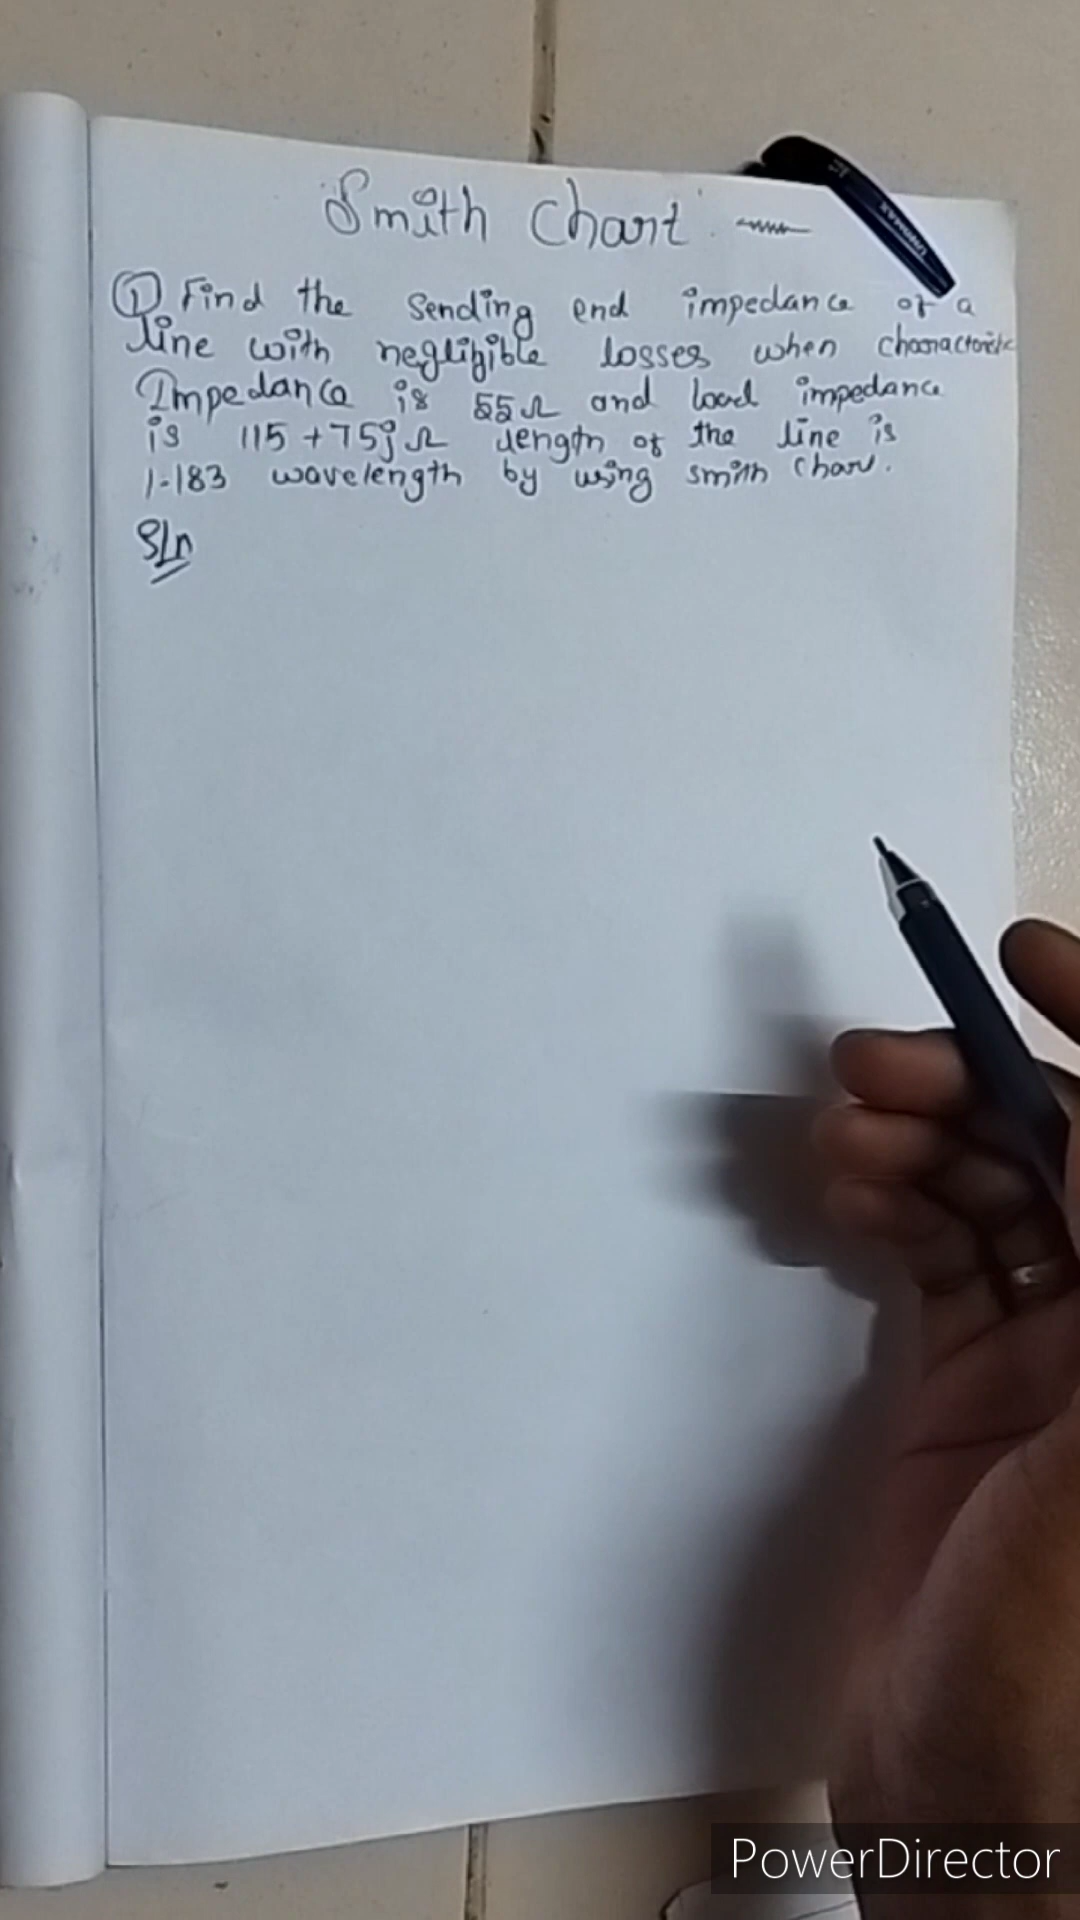 Smith Chart
① Find the sending end impedance of a
line with negligible losses when characteristic
Impedance is 55Ω and load impedance
is 115 + 75j Ω length of the line is
1.183 wavelength by using smith chart.
Sln
PowerDirector